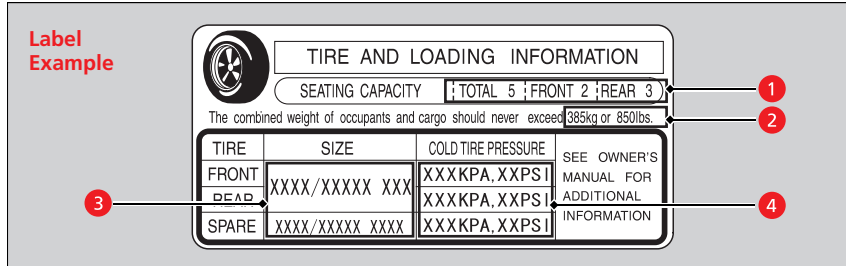 Label
Example
TIRE AND LOADING INFORMATION
SEATING CAPACITY TOTAL 5 FRONT 2 REAR 3
1
The combined weight of occupants and cargo should never exceed 385kg or 850lbs.
2
TIRE SIZE COLD TIRE PRESSURE
SEE OWNER'S
MANUAL FOR
ADDITIONAL
INFORMATION
FRONT XXXX/XXXXX XXX XXXKPA,XXPSI
REAR XXXKPA,XXPSI
3
4
SPARE XXXX/XXXXX XXXX XXXKPA,XXPSI